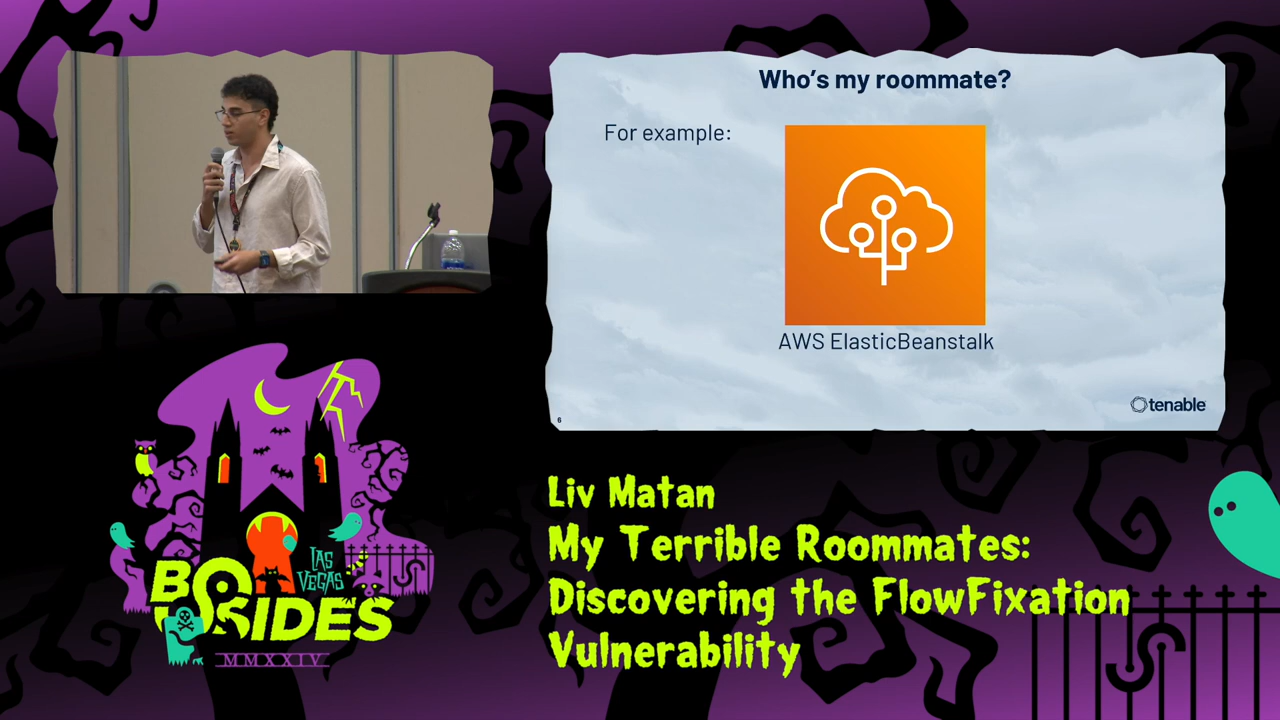 Who's my roommate?
For example:
AWS ElasticBeanstalk
6
tenable
Liv Matan
My Terrible Roommates:
Discovering the FlowFixation
Vulnerability
LAS
VEGAS
BSIDES
MMXXIV